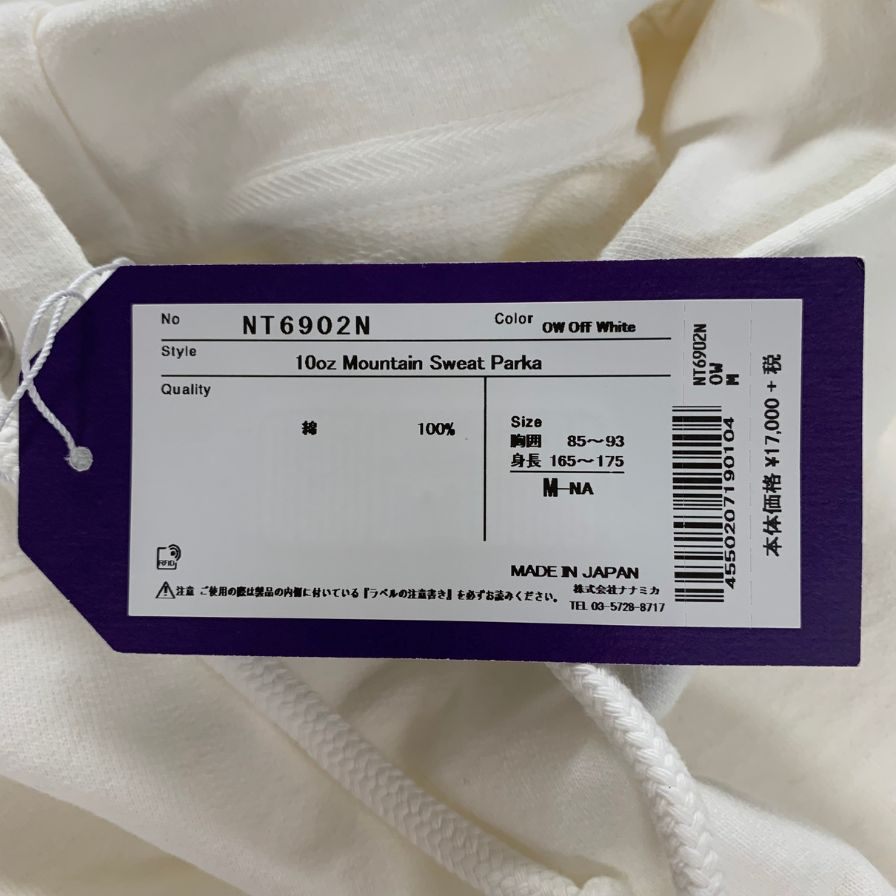 No NT6902N Color OW Off White
Style 10oz Mountain Sweat Parka
Quality
綿 100%
Size
胸囲 85～93
身長 165～175
M-NA
RFID
MADE IN JAPAN
⚠注意 ご使用の際は製品の内側に付いている『ラベルの注意書き』を必ずお読みください。
株式会社ナナミカ
TEL 03-5728-8717
NT6902N
OW
M
4550207190104
本体価格 ¥17,000 + 税